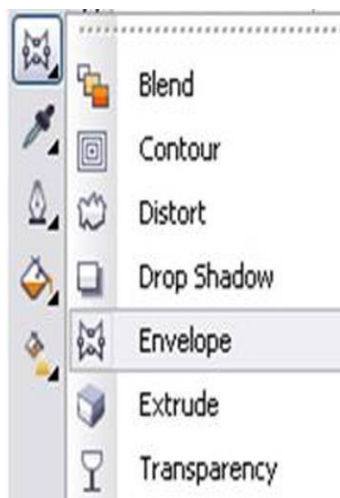 Blend
Contour
Distort
Drop Shadow
Envelope
Extrude
Transparency